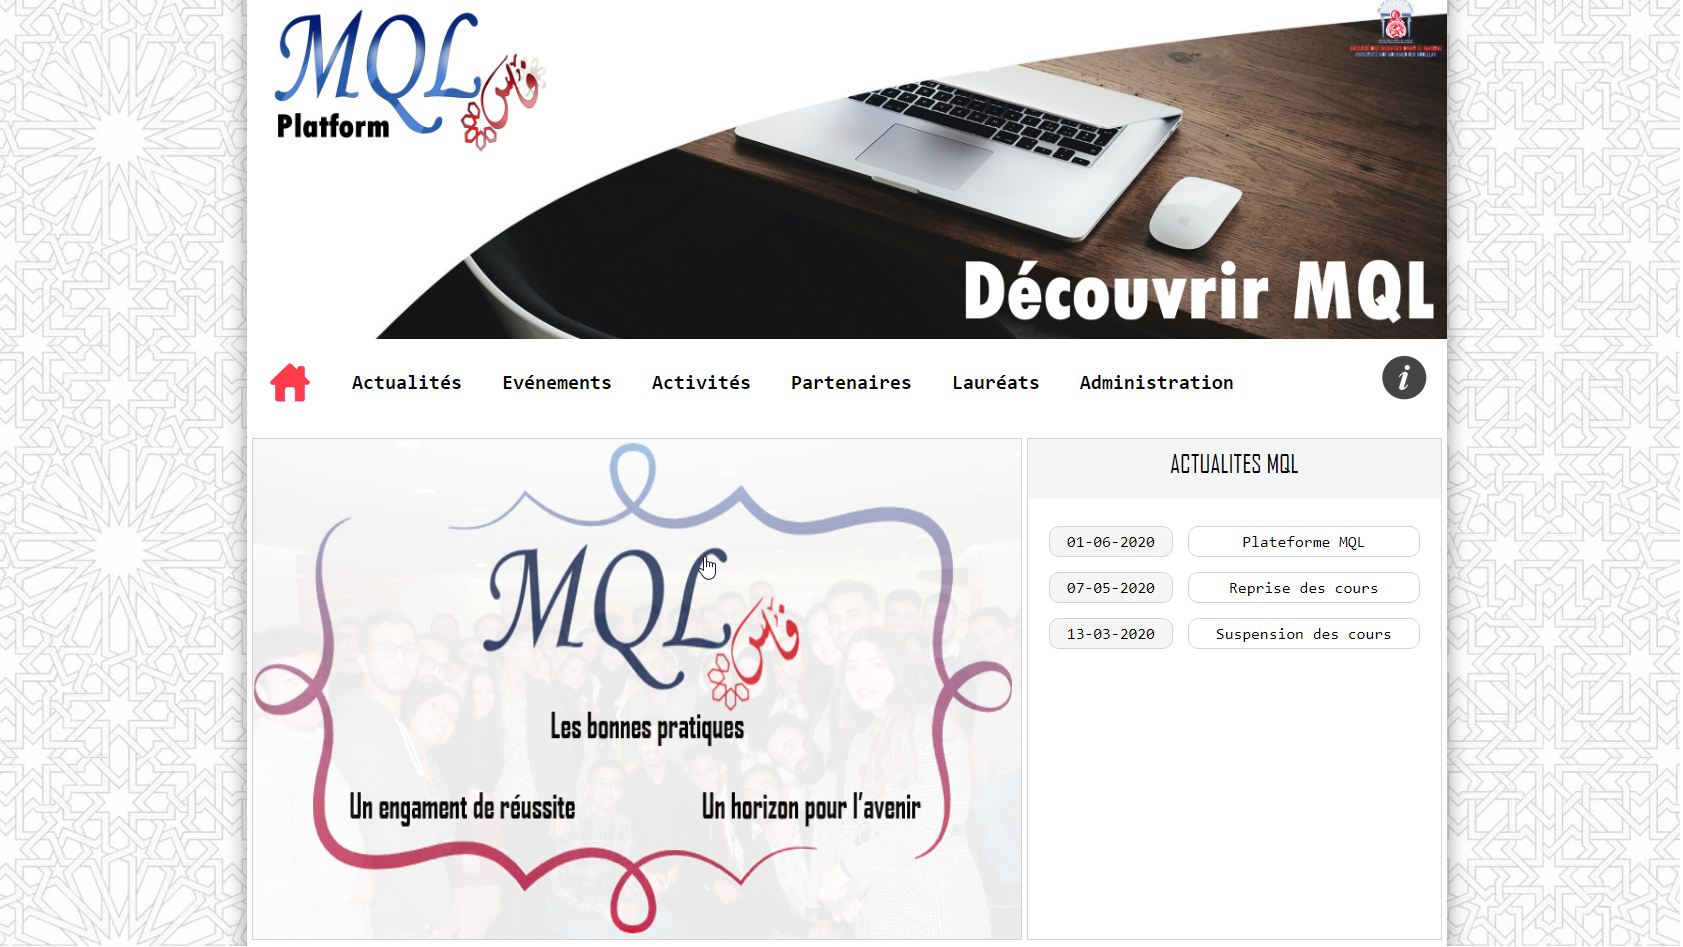 MQL
فاس
Platform
Découvrir MQL
Actualités Evénements Activités Partenaires Lauréats Administration
i
MQL
فاس
Les bonnes pratiques
Un engament de réussite
Un horizon pour l'avenir
ACTUALITES MQL
01-06-2020 Plateforme MQL
07-05-2020 Reprise des cours
13-03-2020 Suspension des cours